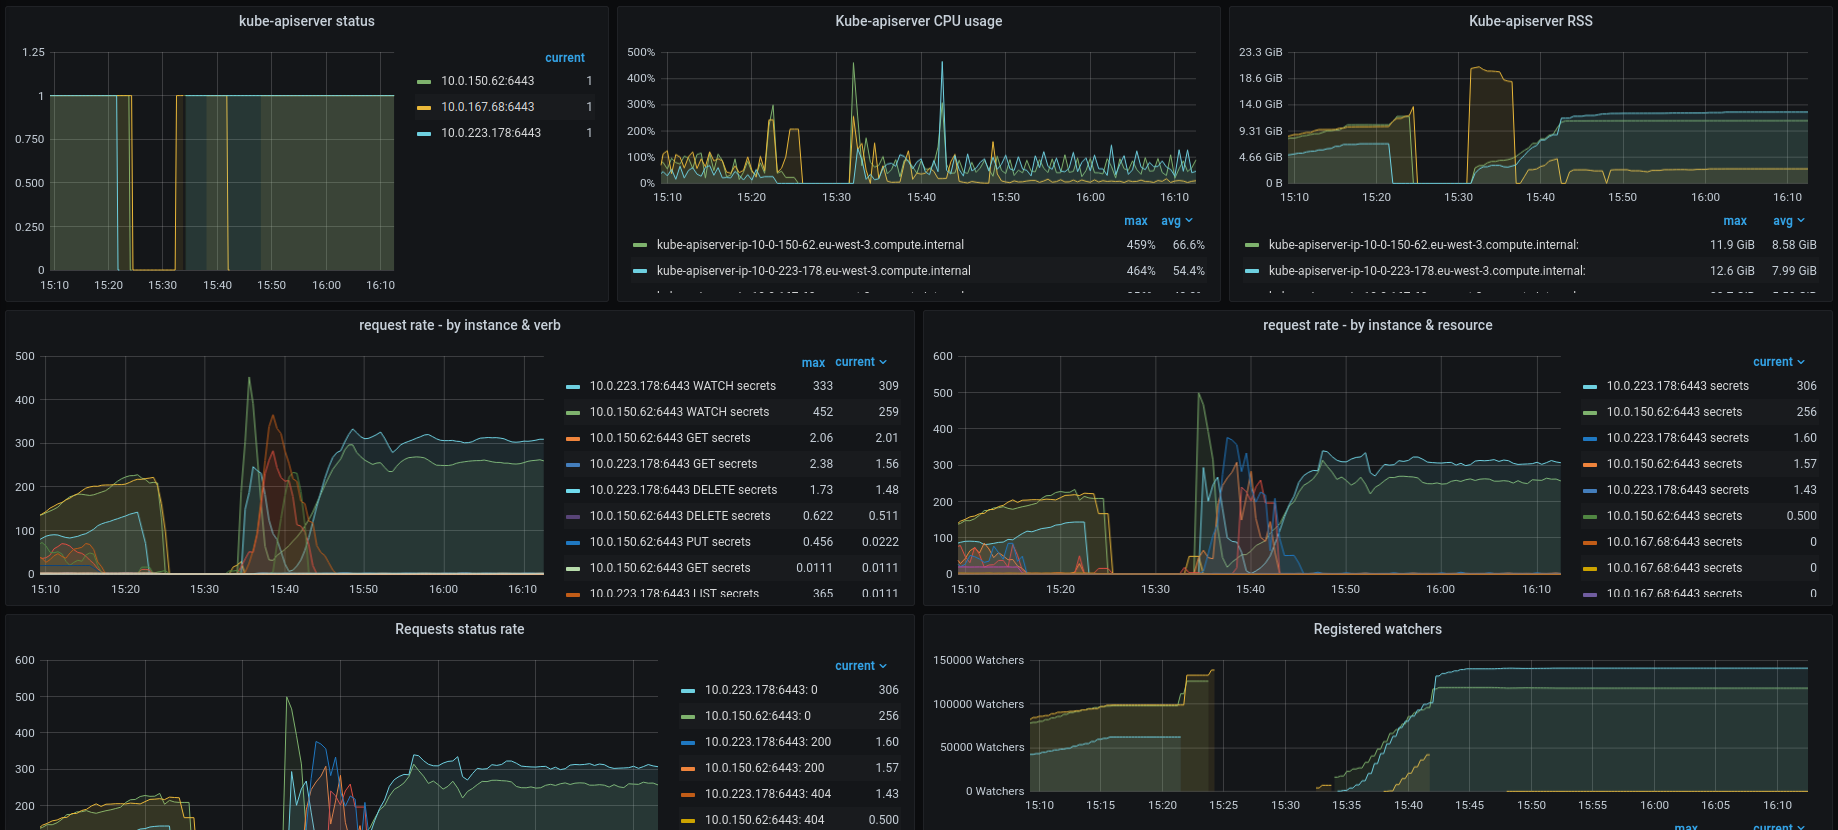 kube-apiserver status
1.25
1
0.750
0.500
0.250
0
15:10 15:20 15:30 15:40 15:50 16:00 16:10
current
10.0.150.62:6443 1
10.0.167.68:6443 1
10.0.223.178:6443 1
Kube-apiserver CPU usage
500%
400%
300%
200%
100%
0%
15:10 15:20 15:30 15:40 15:50 16:00 16:10
max avg
kube-apiserver-ip-10-0-150-62.eu-west-3.compute.internal 459% 66.6%
kube-apiserver-ip-10-0-223-178.eu-west-3.compute.internal 464% 54.4%
Kube-apiserver RSS
23.3 GiB
18.6 GiB
14.0 GiB
9.31 GiB
4.66 GiB
0 B
15:10 15:20 15:30 15:40 15:50 16:00 16:10
max avg
kube-apiserver-ip-10-0-150-62.eu-west-3.compute.internal: 11.9 GiB 8.58 GiB
kube-apiserver-ip-10-0-223-178.eu-west-3.compute.internal: 12.6 GiB 7.99 GiB
request rate - by instance & verb
500
400
300
200
100
0
15:10 15:20 15:30 15:40 15:50 16:00 16:10
max current
10.0.223.178:6443 WATCH secrets 333 309
10.0.150.62:6443 WATCH secrets 452 259
10.0.150.62:6443 GET secrets 2.06 2.01
10.0.223.178:6443 GET secrets 2.38 1.56
10.0.223.178:6443 DELETE secrets 1.73 1.48
10.0.150.62:6443 DELETE secrets 0.622 0.511
10.0.150.62:6443 PUT secrets 0.456 0.0222
10.0.150.62:6443 GET secrets 0.0111 0.0111
10.0.223.178:6443 LIST secrets 365 0.0111
request rate - by instance & resource
600
500
400
300
200
100
0
15:10 15:20 15:30 15:40 15:50 16:00 16:10
current
10.0.223.178:6443 secrets 306
10.0.150.62:6443 secrets 256
10.0.223.178:6443 secrets 1.60
10.0.150.62:6443 secrets 1.57
10.0.223.178:6443 secrets 1.43
10.0.150.62:6443 secrets 0.500
10.0.167.68:6443 secrets 0
10.0.167.68:6443 secrets 0
10.0.167.68:6443 secrets 0
Requests status rate
600
500
400
300
200
current
10.0.223.178:6443: 0 306
10.0.150.62:6443: 0 256
10.0.223.178:6443: 200 1.60
10.0.150.62:6443: 200 1.57
10.0.223.178:6443: 404 1.43
10.0.150.62:6443: 404 0.500
Registered watchers
150000 Watchers
100000 Watchers
50000 Watchers
0 Watchers
15:10 15:15 15:20 15:25 15:30 15:35 15:40 15:45 15:50 15:55 16:00 16:05 16:10
max current